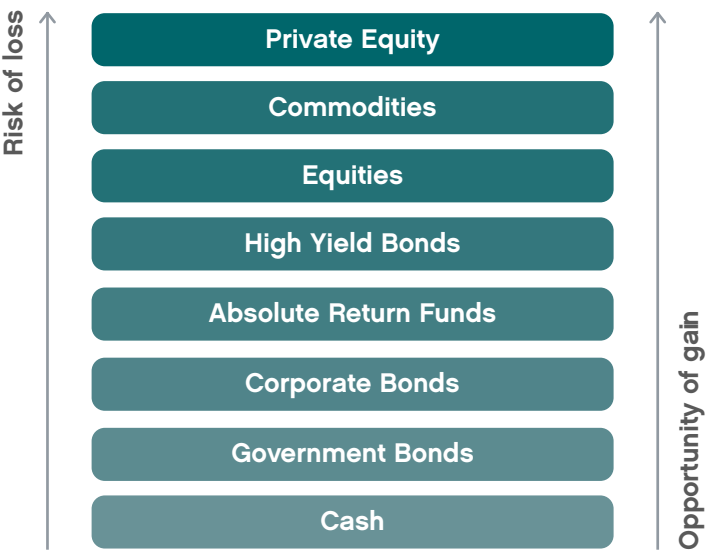 Risk of loss
Private Equity
Commodities
Equities
High Yield Bonds
Absolute Return Funds
Corporate Bonds
Government Bonds
Cash
Opportunity of gain